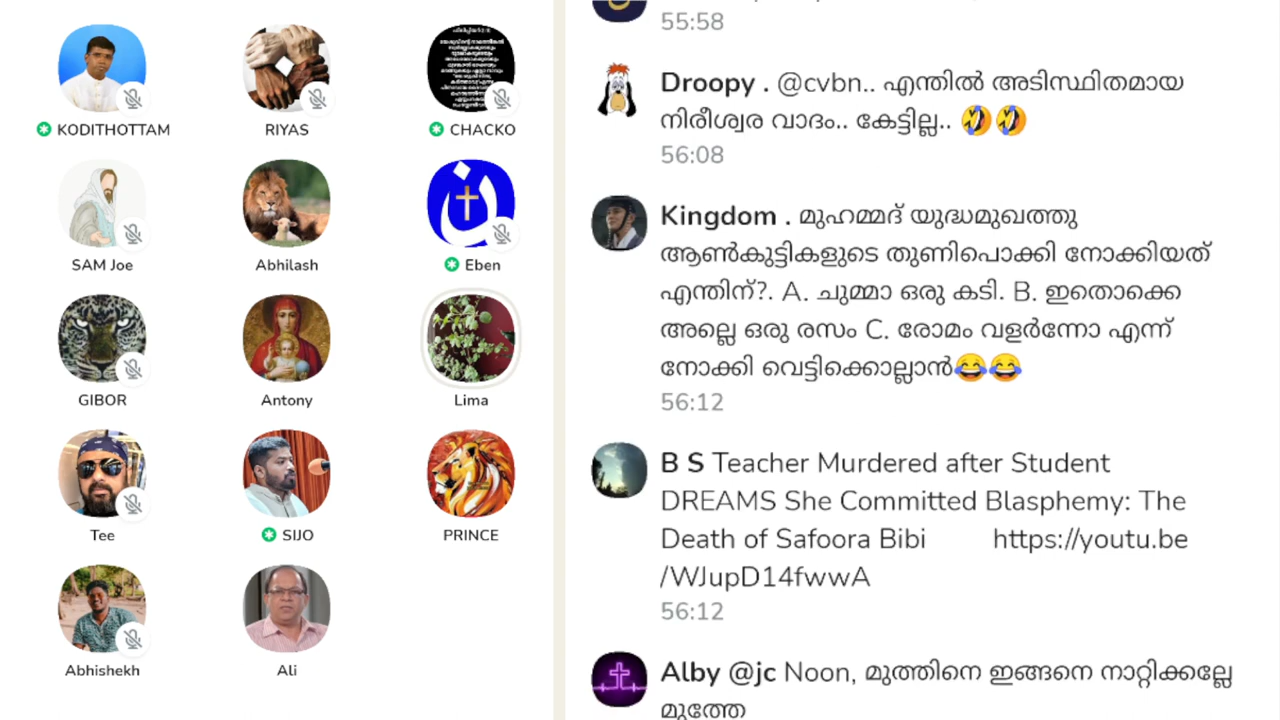 KODITHOTTAM
RIYAS
CHACKO
SAM Joe
Abhilash
Eben
GIBOR
Antony
Lima
Tee
SIJO
PRINCE
Abhishekh
Ali
55:58
Droopy . @cvbn.. എന്തിൽ അടിസ്ഥിതമായ
നിരീശ്വര വാദം.. കേട്ടില്ല.. 🤣🤣
56:08
Kingdom . മുഹമ്മദ് യുദ്ധമുഖത്തു
ആൺകുട്ടികളുടെ തുണിപൊക്കി നോക്കിയത്
എന്തിന്?. A. ചുമ്മാ ഒരു കടി. B. ഇതൊക്കെ
അല്ലെ ഒരു രസം C. രോമം വളർന്നോ എന്ന്
നോക്കി വെട്ടിക്കൊല്ലാൻ😂😂
56:12
B S Teacher Murdered after Student
DREAMS She Committed Blasphemy: The
Death of Safoora Bibi https://youtu.be
/WJupD14fwwA
56:12
Alby @jc Noon, മുത്തിനെ ഇങ്ങനെ നാറ്റിക്കല്ലേ
മുത്തേ